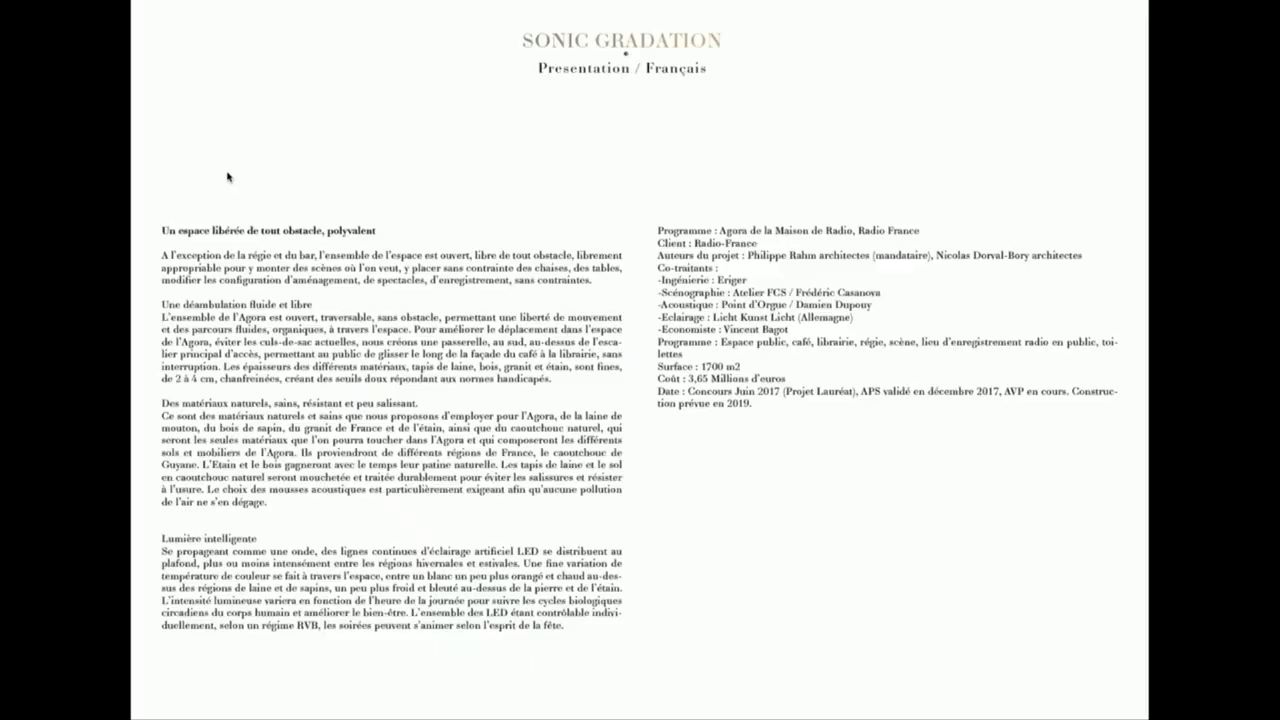 SONIC GRADATION
Presentation / Français
Un espace libérée de tout obstacle, polyvalent
A l'exception de la régie et du bar, l'ensemble de l'espace est ouvert, libre de tout obstacle, librement
appropriable pour y monter des scènes où l'on veut, y placer sans contrainte des chaises, des tables,
modifier les configuration d'aménagement, de spectacles, d'enregistrement, sans contraintes.
Une déambulation fluide et libre
L'ensemble de l'Agora est ouvert, traversable, sans obstacle, permettant une liberté de mouvement
et des parcours fluides, organiques, à travers l'espace. Pour améliorer le déplacement dans l'espace
de l'Agora, éviter les culs-de-sac actuelles, nous créons une passerelle, au sud, au-dessus de l'esca-
lier principal d'accès, permettant au public de glisser le long de la façade du café à la librairie, sans
interruption. Les épaisseurs des différents matériaux, tapis de laine, bois, granit et étain, sont fines,
de 2 à 4 cm, chanfreinées, créant des seuils doux répondant aux normes handicapés.
Des matériaux naturels, sains, résistant et peu salissant.
Ce sont des matériaux naturels et sains que nous proposons d'employer pour l'Agora, de la laine de
mouton, du bois de sapin, du granit de France et de l'étain, ainsi que du caoutchouc naturel, qui
seront les seules matériaux que l'on pourra toucher dans l'Agora et qui composeront les différents
sols et mobiliers de l'Agora. Ils proviendront de différents régions de France, le caoutchouc de
Guyane. L'Etain et le bois gagneront avec le temps leur patine naturelle. Les tapis de laine et le sol
en caoutchouc naturel seront mouchetée et traitée durablement pour éviter les salissures et résister
à l'usure. Le choix des mousses acoustiques est particulièrement exigeant afin qu'aucune pollution
de l'air ne s'en dégage.
Lumière intelligente
Se propageant comme une onde, des lignes continues d'éclairage artificiel LED se distribuent au
plafond, plus ou moins intensément entre les régions hivernales et estivales. Une fine variation de
température de couleur se fait à travers l'espace, entre un blanc un peu plus orangé et chaud au-des-
sus des régions de laine et de sapins, un peu plus froid et bleuté au-dessus de la pierre et de l'étain.
L'intensité lumineuse variera en fonction de l'heure de la journée pour suivre les cycles biologiques
circadiens du corps humain et améliorer le bien-être. L'ensemble des LED étant contrôlable indivi-
duellement, selon un régime RVB, les soirées peuvent s'animer selon l'esprit de la fête.
Programme : Agora de la Maison de Radio, Radio France
Client : Radio-France
Auteurs du projet : Philippe Rahm architectes (mandataire), Nicolas Dorval-Bory architectes
Co-traitants :
-Ingénierie : Eriger
-Scénographie : Atelier FCS / Frédéric Casanova
-Acoustique : Point d'Orgue / Damien Dupouy
-Eclairage : Licht Kunst Licht (Allemagne)
-Economiste : Vincent Bagot
Programme : Espace public, café, librairie, régie, scène, lieu d'enregistrement radio en public, toi-
lettes
Surface : 1700 m2
Coût : 3,65 Millions d'euros
Date : Concours Juin 2017 (Projet Lauréat), APS validé en décembre 2017, AVP en cours. Construc-
tion prévue en 2019.